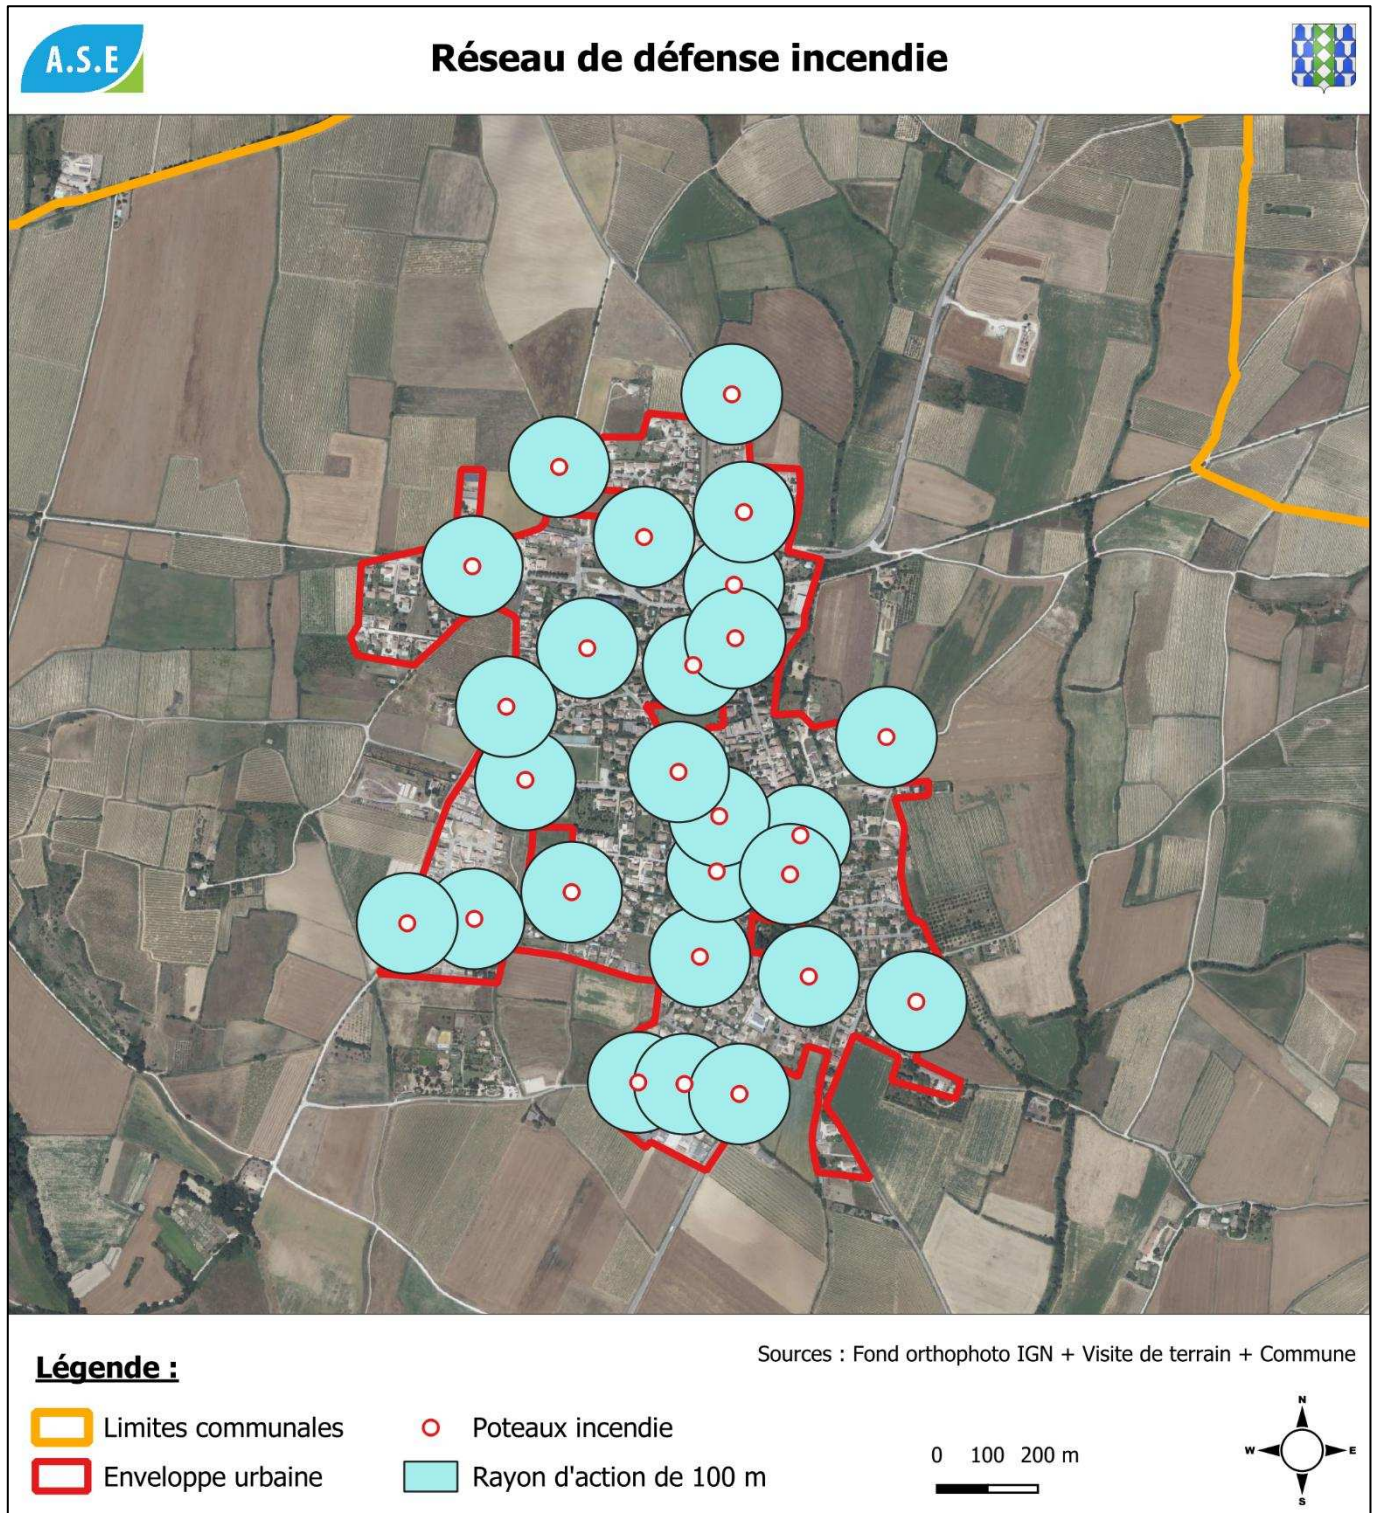 A.S.E
Réseau de défense incendie
Légende :
Sources : Fond orthophoto IGN + Visite de terrain + Commune
Limites communales
Poteaux incendie
Enveloppe urbaine
Rayon d'action de 100 m
0 100 200 m
N
W E
S